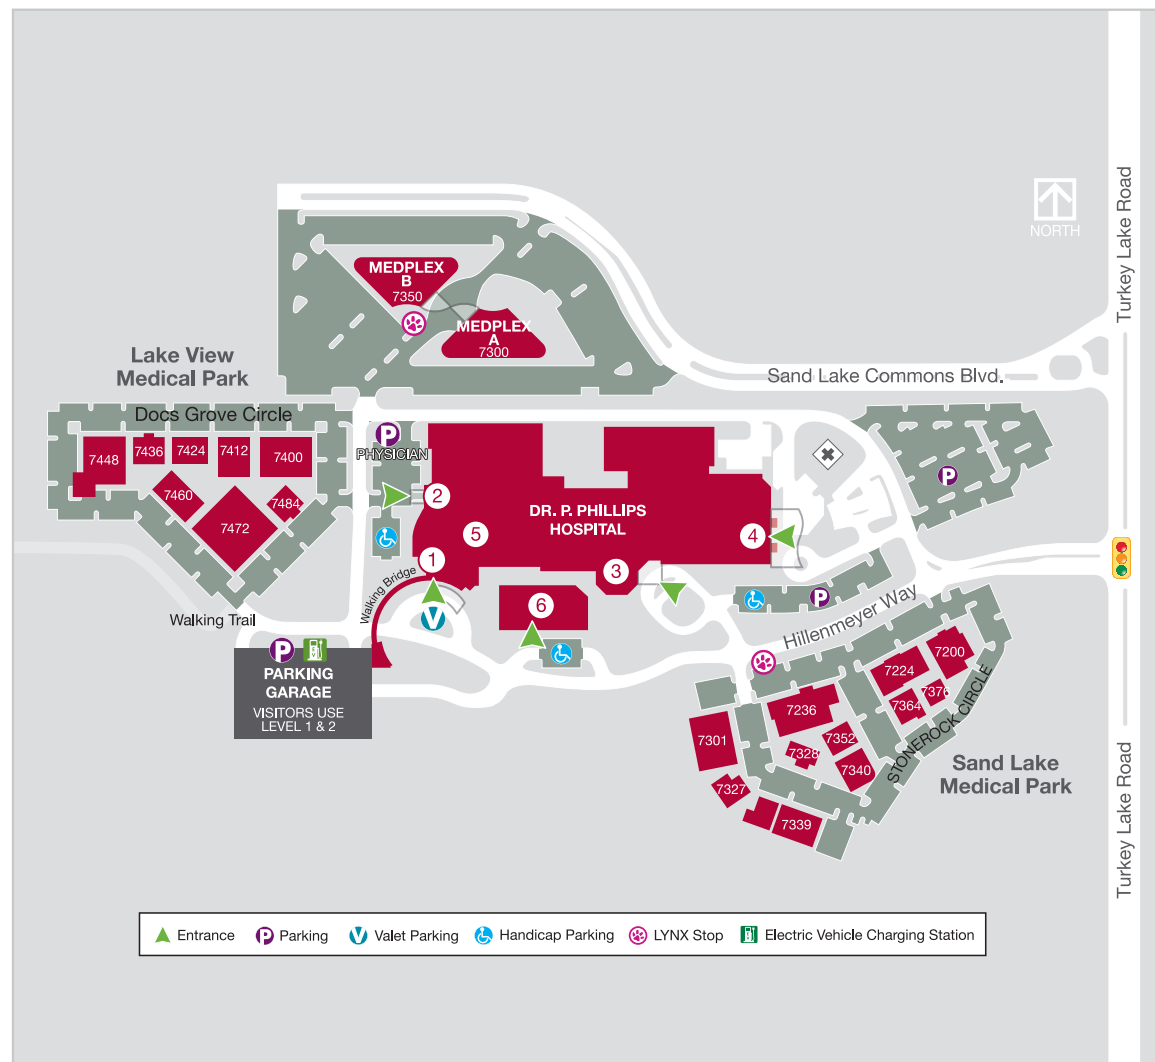 Turkey Lake Road
NORTH
MEDPLEX
B
7350
MEDPLEX
A
7300
Lake View
Medical Park
Sand Lake Commons Blvd.
Docs Grove Circle
7448
7436
7424
7412
7400
7460
7484
7472
P
PHYSICIAN
2
DR. P. PHILLIPS
HOSPITAL
5
4
P
1
3
6
V
Walking Bridge
Walking Trail
P
Hillenmeyer Way
P
PARKING
GARAGE
VISITORS USE
LEVEL 1 & 2
7200
7224
7376
7364
7236
7352
7328
7340
7301
7327
7339
STONEROCK CIRCLE
Sand Lake
Medical Park
Turkey Lake Road
Entrance
P Parking
V Valet Parking
Handicap Parking
LYNX Stop
Electric Vehicle Charging Station